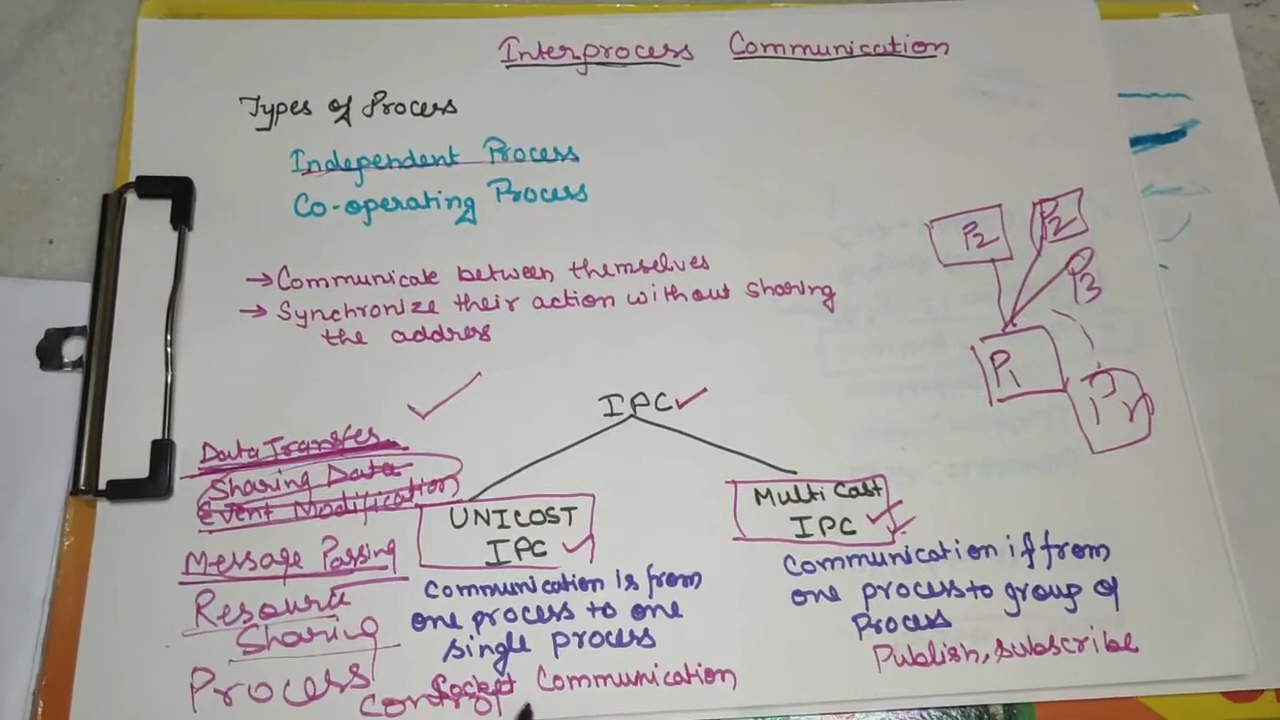 Interprocess Communication
Types of Process
Independent Process
Co-operating Process
→ Communicate between themselves
→ Synchronize their action without sharing
the address
P2
P2
P3
P1
Pn
IPC
Data Transfer
Sharing Data
Event Modification
Message Passing
Resource
Sharing
Process
control
UNICOST
IPC
Communication is from
one process to one
single process
Socket Communication
Multi Cast
IPC
Communication if from
one process to group of
Process
Publish, subscribe